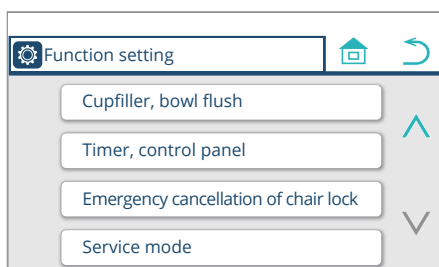 Function setting
Cupfiller, bowl flush
Timer, control panel
Emergency cancellation of chair lock
Service mode